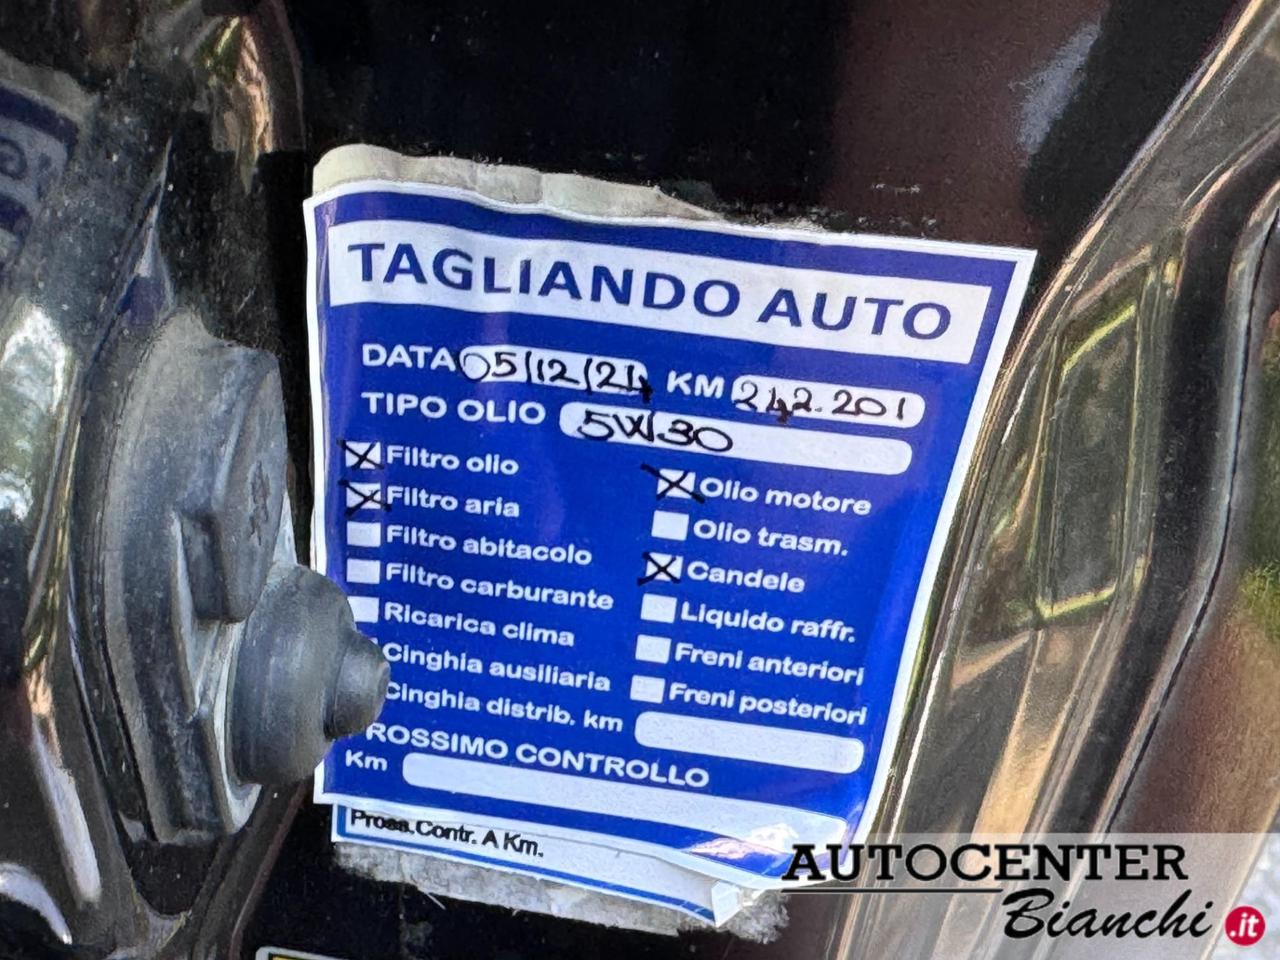 TAGLIANDO AUTO
DATA 05/12/24 KM 242.201
TIPO OLIO 5W30
Filtro olio
Olio motore
Filtro aria
Olio trasm.
Filtro abitacolo
Candele
Filtro carburante
Liquido raffr.
Ricarica clima
Freni anteriori
Cinghia ausiliaria
Freni posteriori
Cinghia distrib. km
ROSSIMO CONTROLLO
Km
Pross.Contr. A Km.
AUTOCENTER
Bianchi.it